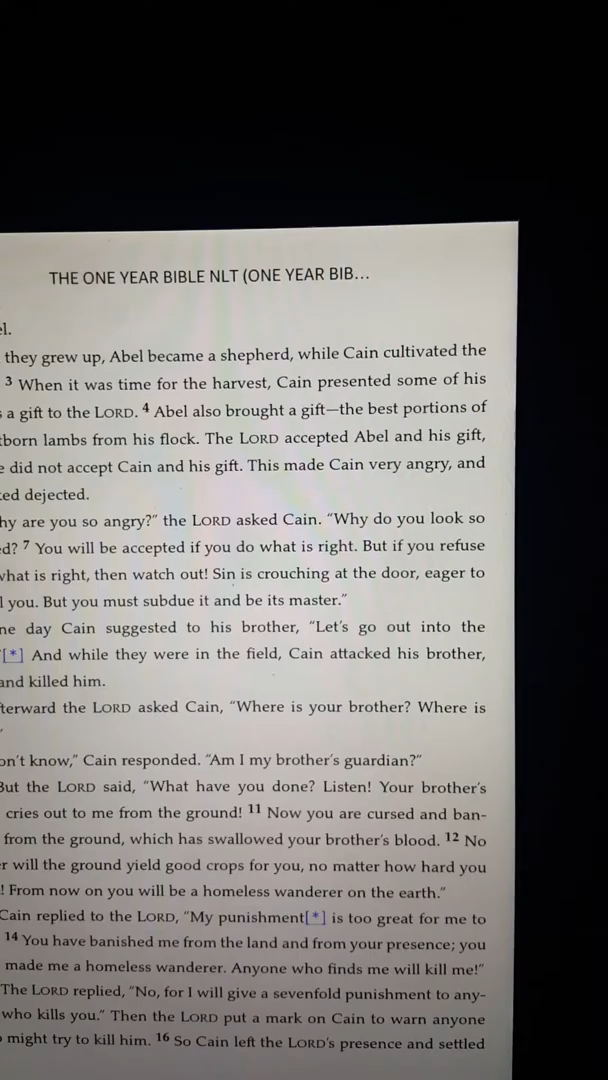 THE ONE YEAR BIBLE NLT (ONE YEAR BIB...
el.
they grew up, Abel became a shepherd, while Cain cultivated the
3 When it was time for the harvest, Cain presented some of his
a gift to the LORD. 4 Abel also brought a gift—the best portions of
tborn lambs from his flock. The LORD accepted Abel and his gift,
e did not accept Cain and his gift. This made Cain very angry, and
ked dejected.
hy are you so angry?” the LORD asked Cain. “Why do you look so
d? 7 You will be accepted if you do what is right. But if you refuse
what is right, then watch out! Sin is crouching at the door, eager to
l you. But you must subdue it and be its master.”
ne day Cain suggested to his brother, “Let’s go out into the
[*] And while they were in the field, Cain attacked his brother,
and killed him.
terward the LORD asked Cain, “Where is your brother? Where is
”
on’t know,” Cain responded. “Am I my brother’s guardian?”
But the LORD said, “What have you done? Listen! Your brother’s
cries out to me from the ground! 11 Now you are cursed and ban-
from the ground, which has swallowed your brother’s blood. 12 No
r will the ground yield good crops for you, no matter how hard you
! From now on you will be a homeless wanderer on the earth.”
Cain replied to the LORD, “My punishment[*] is too great for me to
14 You have banished me from the land and from your presence; you
made me a homeless wanderer. Anyone who finds me will kill me!”
The LORD replied, “No, for I will give a sevenfold punishment to any-
who kills you.” Then the LORD put a mark on Cain to warn anyone
might try to kill him. 16 So Cain left the LORD’s presence and settled